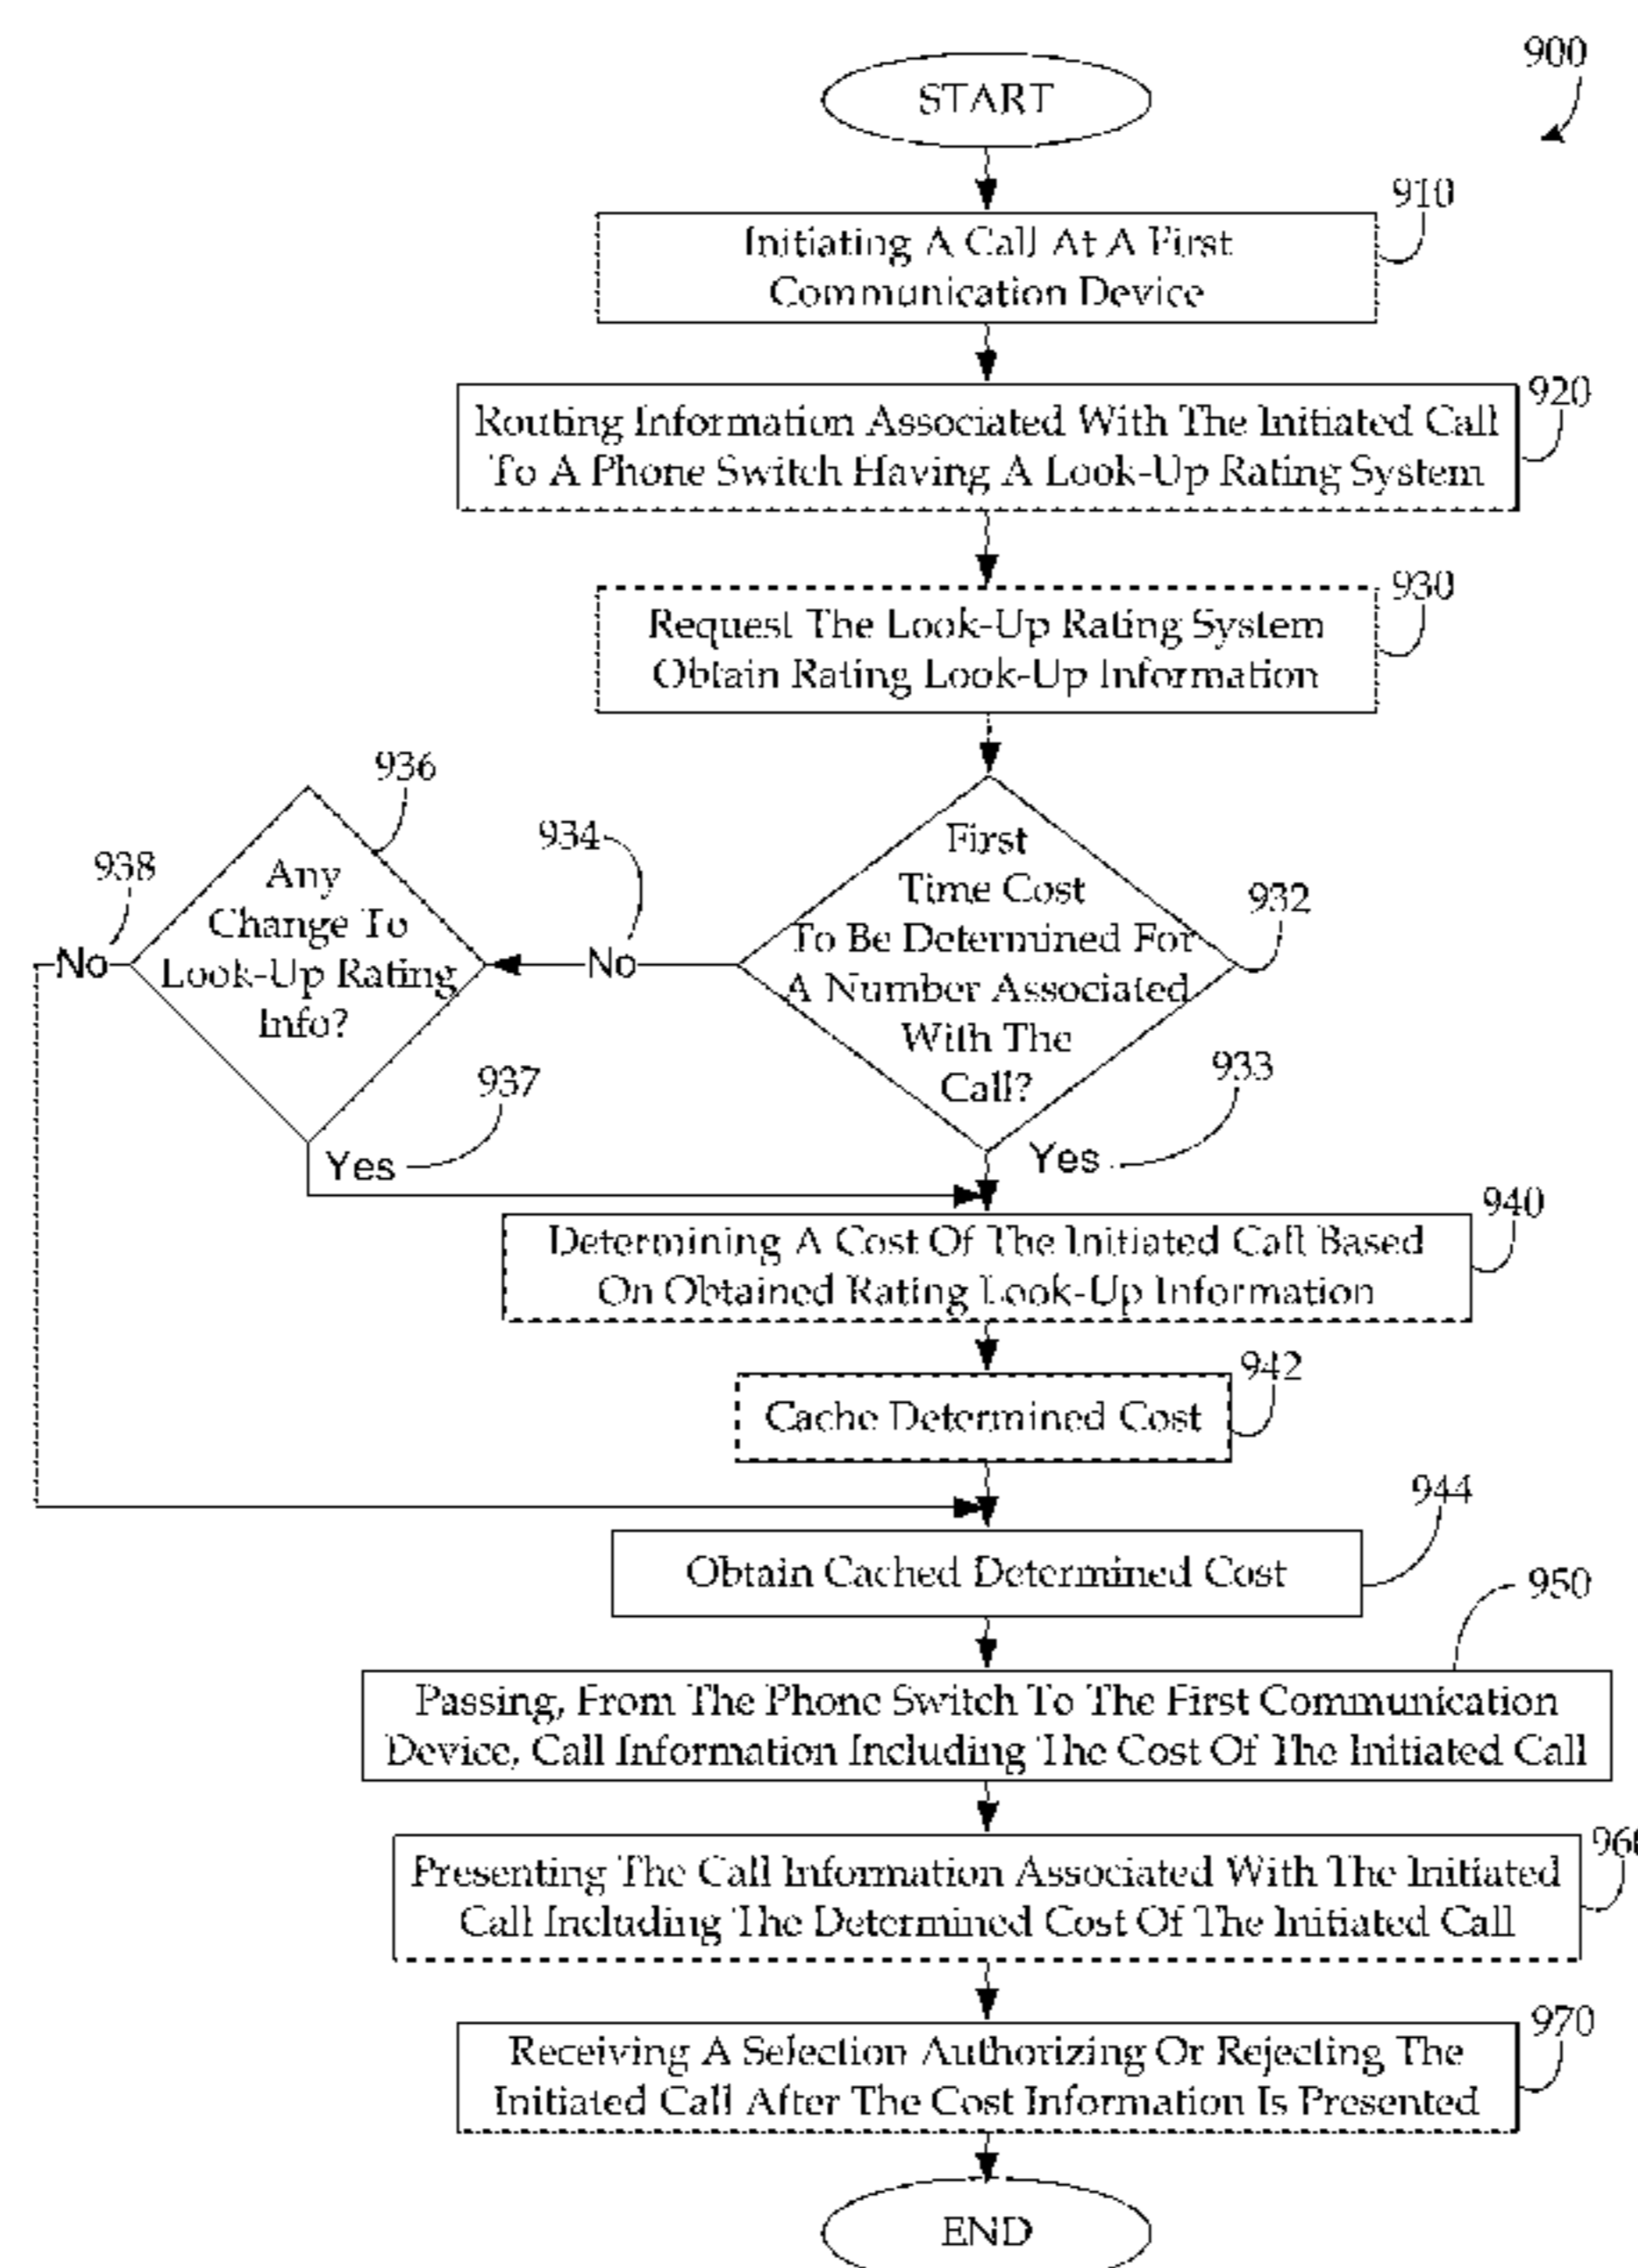 900
START
910
Initiating A Call At A First
Communication Device
920
Routing Information Associated With The Initiated Call
To A Phone Switch Having A Look-Up Rating System
930
Request The Look-Up Rating System
Obtain Rating Look-Up Information
936
934
938
932
First
Time Cost
To Be Determined For
A Number Associated
With The
Call?
Any
Change To
Look-Up Rating
Info?
No
No
937
933
Yes
Yes
940
Determining A Cost Of The Initiated Call Based
On Obtained Rating Look-Up Information
942
Cache Determined Cost
944
Obtain Cached Determined Cost
950
Passing, From The Phone Switch To The First Communication
Device, Call Information Including The Cost Of The Initiated Call
Presenting The Call Information Associated With The Initiated
Call Including The Determined Cost Of The Initiated Call
970
Receiving A Selection Authorizing Or Rejecting The
Initiated Call After The Cost Information Is Presented
END